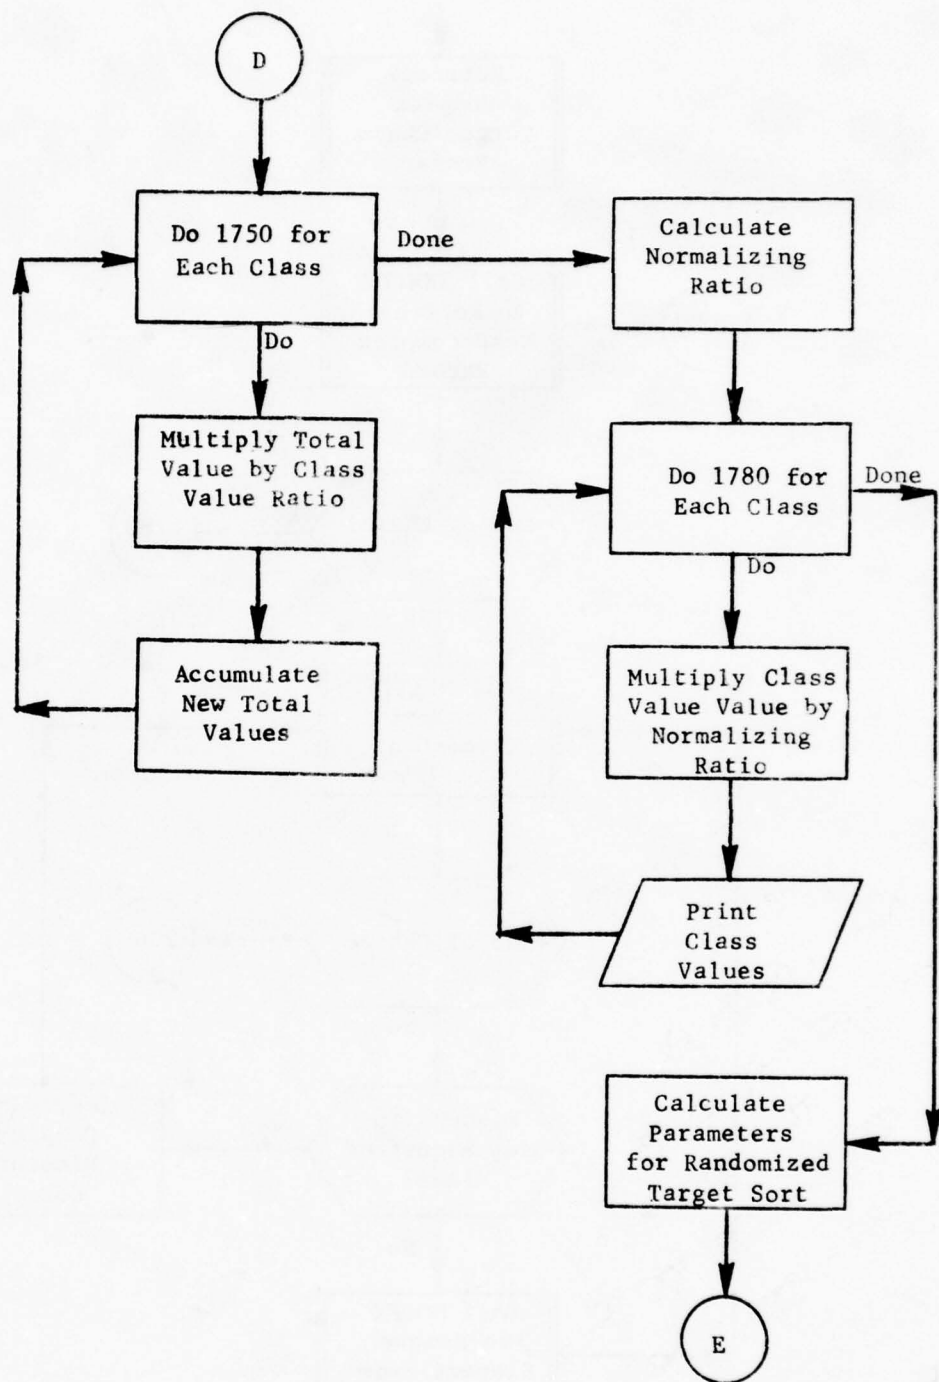 D
Do 1750 for
Each Class
Done
Do
Multiply Total
Value by Class
Value Ratio
Accumulate
New Total
Values
Calculate
Normalizing
Ratio
Do 1780 for
Each Class
Done
Do
Multiply Class
Value Value by
Normalizing
Ratio
Print
Class
Values
Calculate
Parameters
for Randomized
Target Sort
E